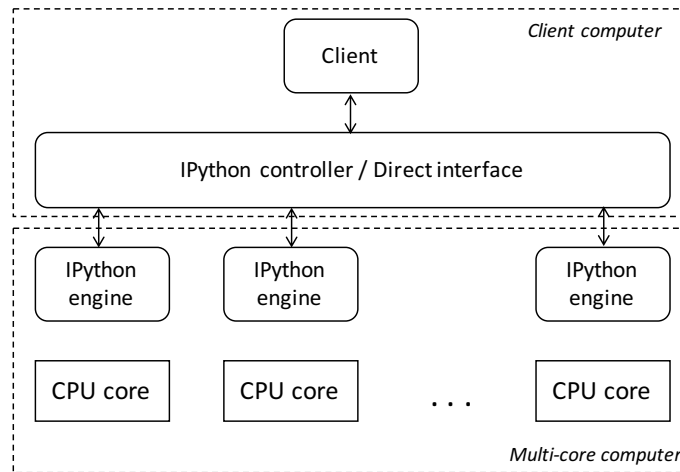 Client computer
Client
IPython controller / Direct interface
IPython engine
IPython engine
IPython engine
CPU core
CPU core
. . .
CPU core
Multi-core computer